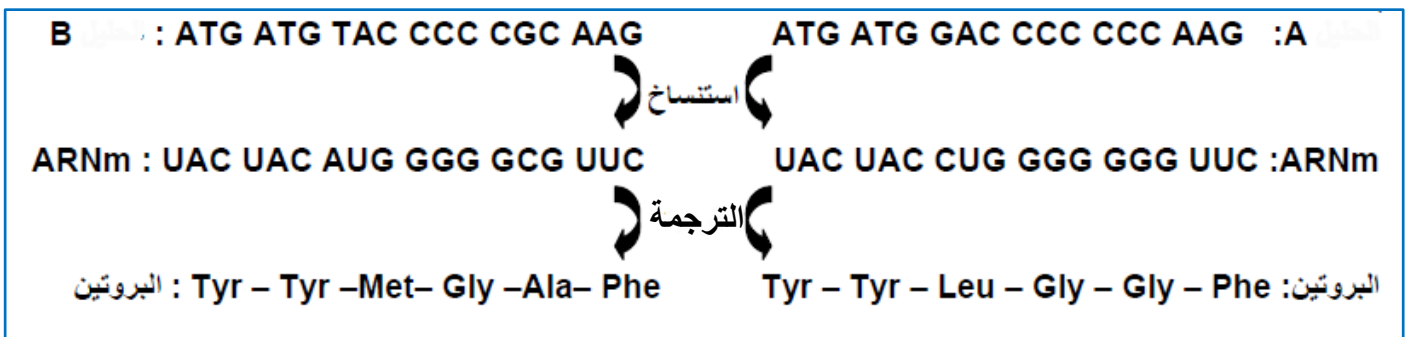 B : ATG ATG TAC CCC CGC AAG ATG ATG GAC CCC CCC AAG :A
استنساخ
ARNm : UAC UAC AUG GGG GCG UUC UAC UAC CUG GGG GGG UUC :ARNm
الترجمة
البروتين : Tyr – Tyr –Met– Gly –Ala– Phe Tyr – Tyr – Leu – Gly – Gly – Phe :البروتين